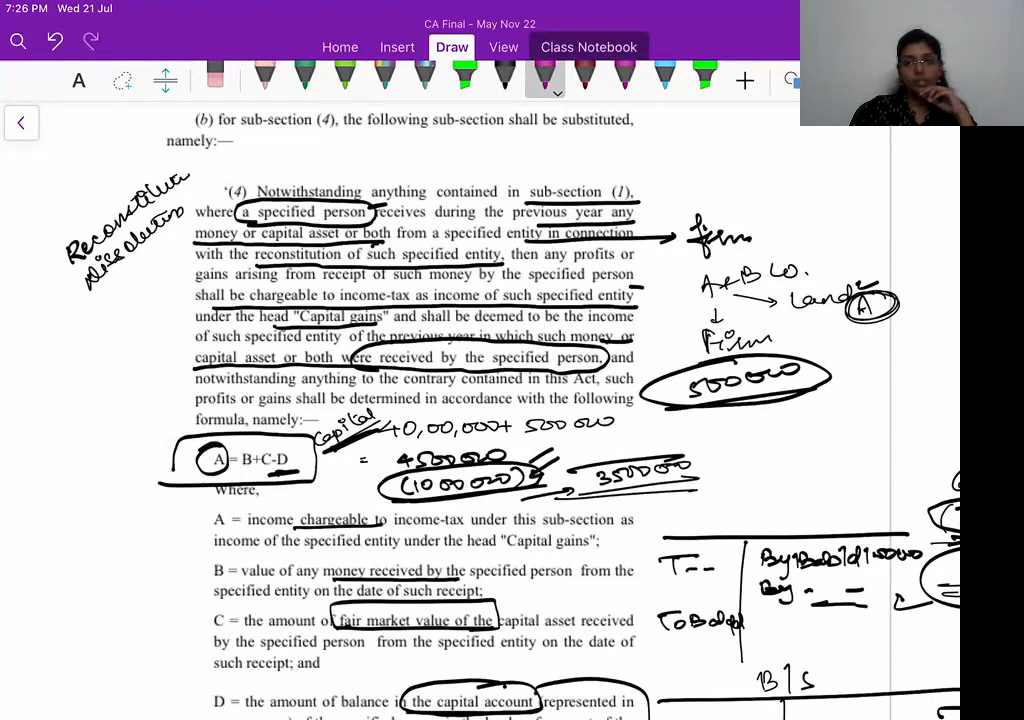 7:26 PM Wed 21 Jul
CA Final - May Nov 22
Home Insert Draw View Class Notebook
A
(b) for sub-section (4), the following sub-section shall be substituted,
namely:—
Reconstitution
Dissolution
'(4) Notwithstanding anything contained in sub-section (1),
where a specified person receives during the previous year any
money or capital asset or both from a specified entity in connection
with the reconstitution of such specified entity, then any profits or
gains arising from receipt of such money by the specified person
shall be chargeable to income-tax as income of such specified entity
under the head "Capital gains" and shall be deemed to be the income
of such specified entity of the previous year in which such money or
capital asset or both were received by the specified person, and
notwithstanding anything to the contrary contained in this Act, such
profits or gains shall be determined in accordance with the following
formula, namely:—
firm
A & B Co.
Land A
Firm
500000
capital 40,00,000+ 500000
A = B+C-D
= 4500000
(1000000) 3500000
Where,
A = income chargeable to income-tax under this sub-section as
income of the specified entity under the head "Capital gains";
B = value of any money received by the specified person from the
specified entity on the date of such receipt;
C = the amount of fair market value of the capital asset received
by the specified person from the specified entity on the date of
such receipt; and
D = the amount of balance in the capital account (represented in
By
To Bal
B/S